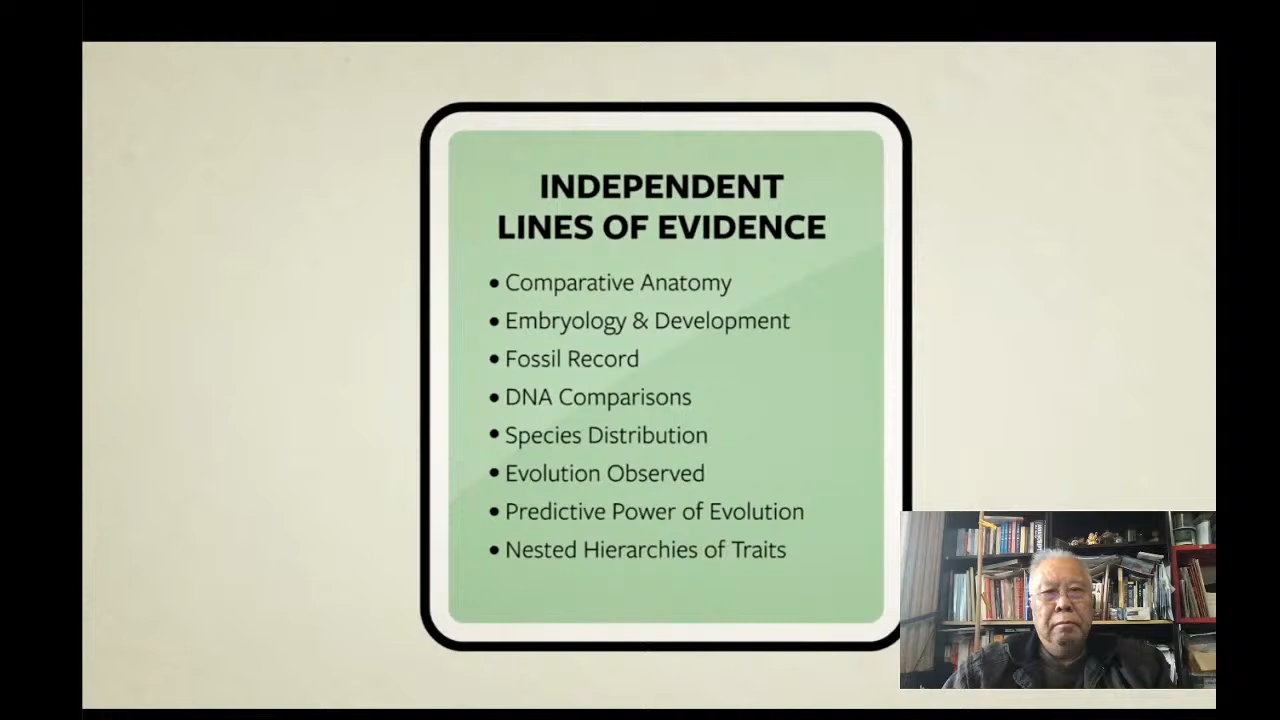 INDEPENDENT
LINES OF EVIDENCE
• Comparative Anatomy
• Embryology & Development
• Fossil Record
• DNA Comparisons
• Species Distribution
• Evolution Observed
• Predictive Power of Evolution
• Nested Hierarchies of Traits